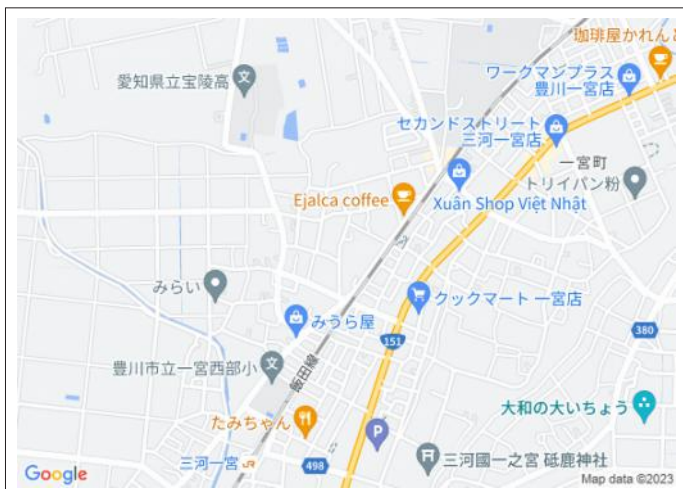 珈琲屋かれん
ワークマンプラス
豊川一宮店
愛知県立宝陵高
セカンドストリート
三河一宮店
一宮町
トリイパン粉
Xuân Shop Việt Nhật
Ejalca coffee
みらい
クックマート 一宮店
みうら屋
380
151
豊川市立一宮西部小
飯田線
大和の大いちょう
たみちゃん
P
三河一宮
498
三河國一之宮 砥鹿神社
Google
Map data ©2023